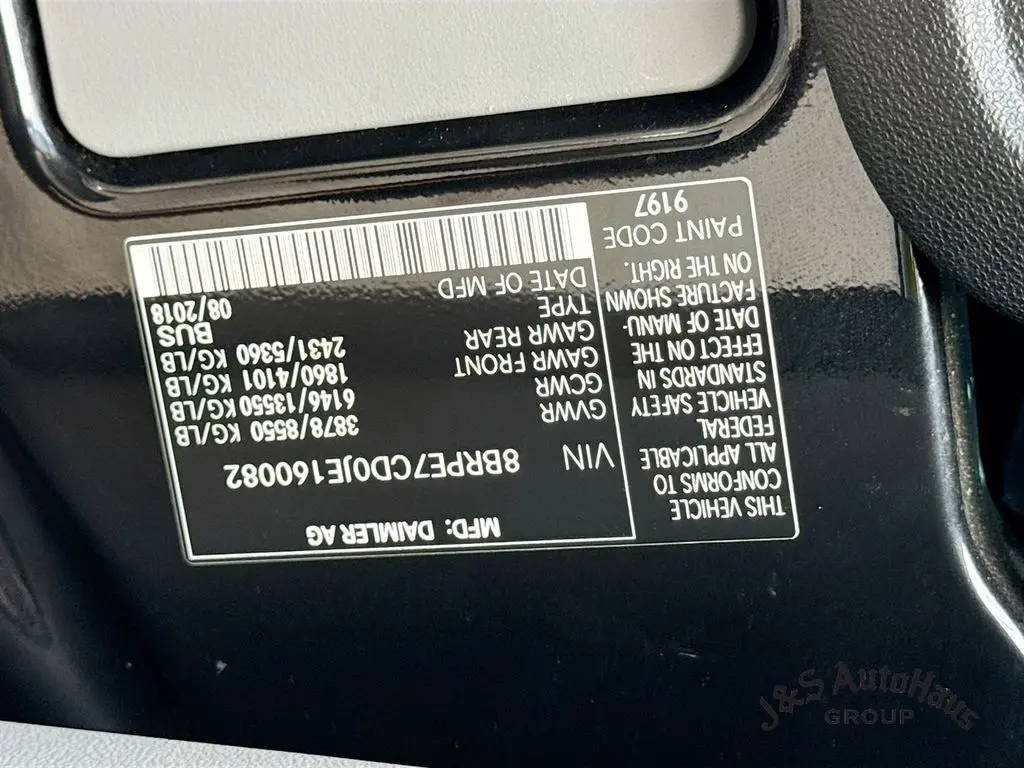 MFD: DAIMLER AG
VIN 8BRPE7CD0JE160082
GVWR 3878/8550 KG/LB
GCWR 6146/13550 KG/LB
GAWR FRONT 1860/4101 KG/LB
GAWR REAR 2431/5360 KG/LB
TYPE BUS
DATE OF MFD 08/2018
THIS VEHICLE
CONFORMS TO
ALL APPLICABLE
FEDERAL
VEHICLE SAFETY
STANDARDS IN
EFFECT ON THE
DATE OF MANU-
FACTURE SHOWN
ON THE RIGHT.
PAINT CODE
9197
J&S AutoHaus
GROUP